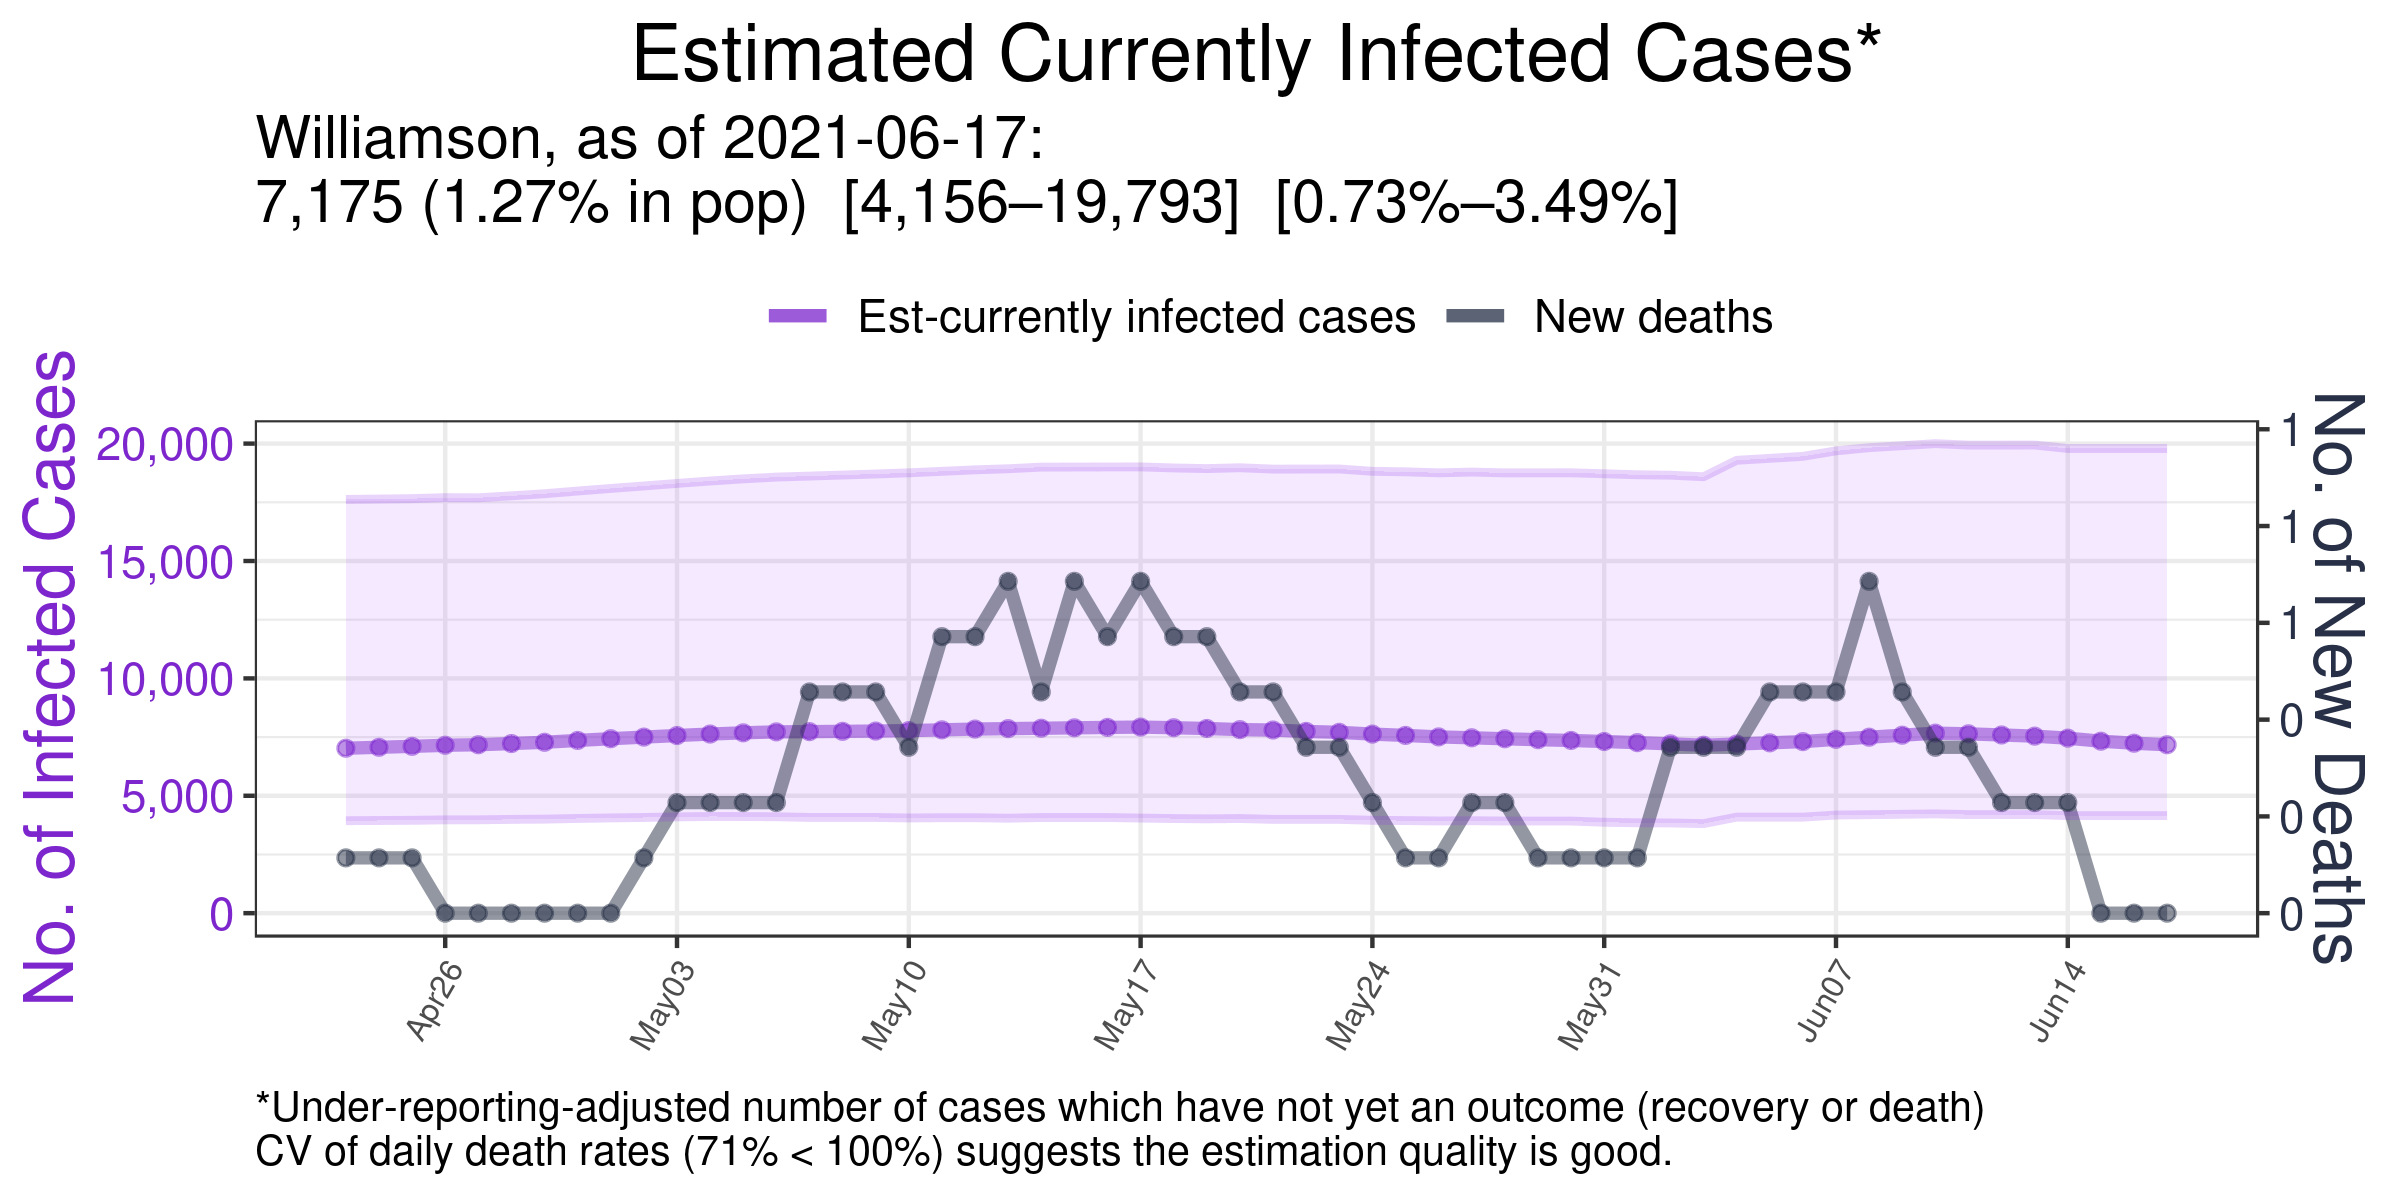 Estimated Currently Infected Cases*
Williamson, as of 2021-06-17:
7,175 (1.27% in pop)  [4,156–19,793]  [0.73%–3.49%]
Est-currently infected cases
New deaths
No. of Infected Cases
20,000
15,000
10,000
5,000
0
1
1
1
0
0
0
No. of New Deaths
Apr26
May03
May10
May17
May24
May31
Jun07
Jun14
*Under-reporting-adjusted number of cases which have not yet an outcome (recovery or death)
CV of daily death rates (71% < 100%) suggests the estimation quality is good.